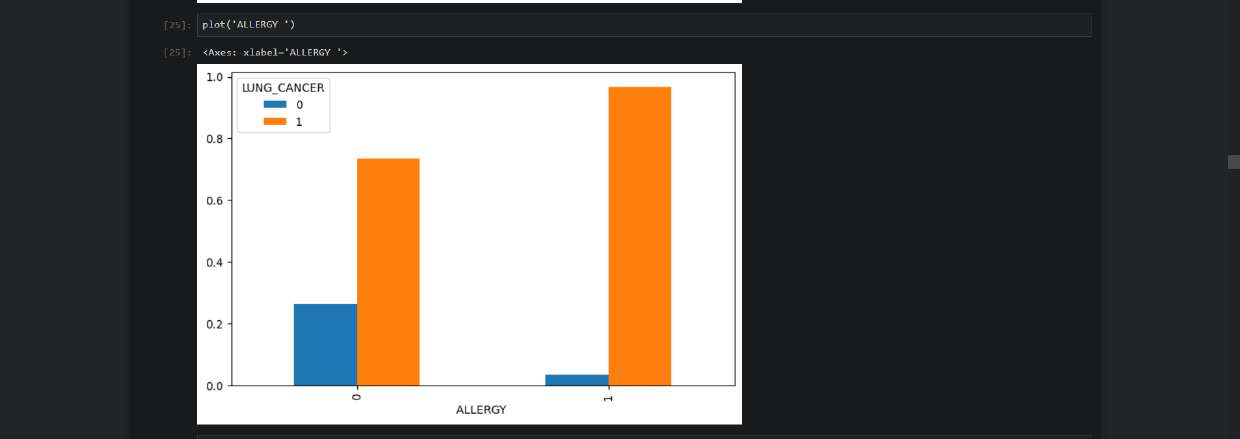 [25]: plot('ALLERGY ')
[25]: <Axes: xlabel='ALLERGY '>
1.0
0.8
0.6
0.4
0.2
0.0
LUNG_CANCER
0
1
0
1
ALLERGY